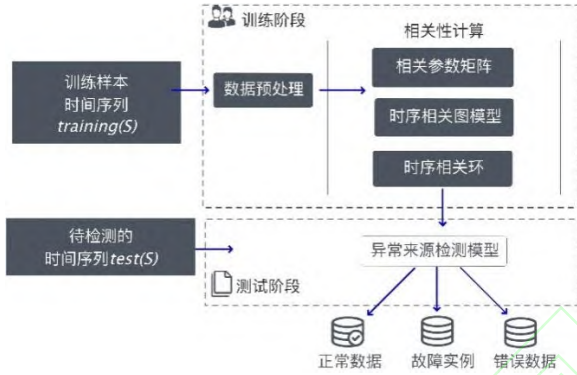 训练阶段
相关性计算
训练样本
时间序列
training(S)
数据预处理
相关参数矩阵
时序相关图模型
时序相关环
待检测的
时间序列test(S)
异常来源检测模型
测试阶段
正常数据
故障实例
错误数据